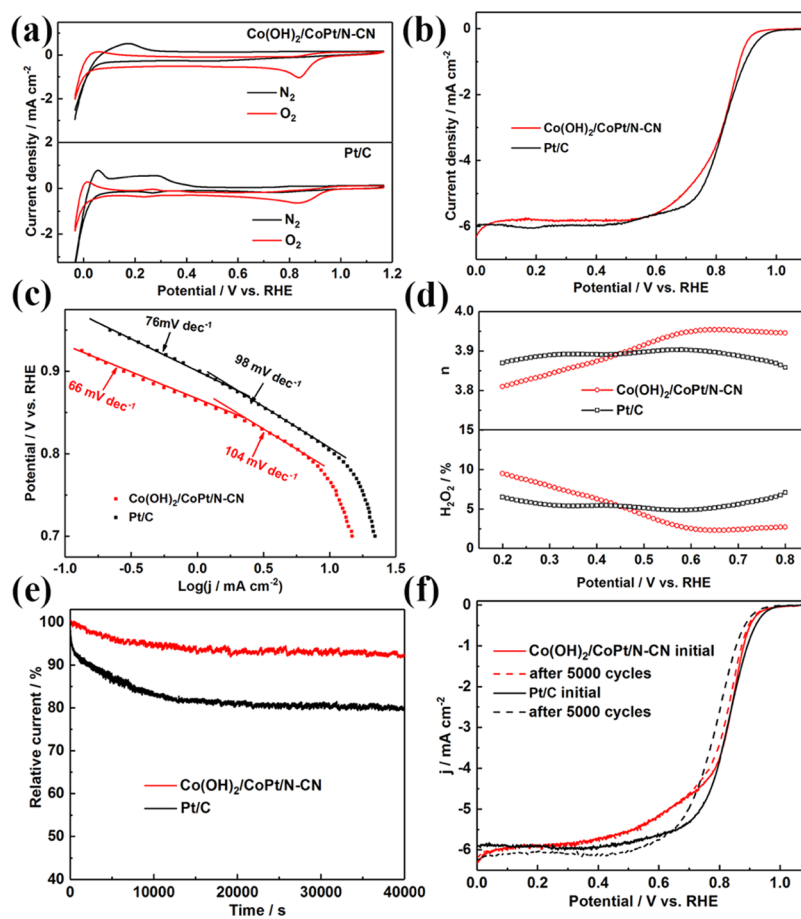 (a)
Co(OH)₂/CoPt/N-CN
N₂
O₂
Pt/C
N₂
O₂
Current density / mA cm⁻²
0
-2
0
2
0.0 0.2 0.4 0.6 0.8 1.0 1.2
Potential / V vs. RHE
(b)
Co(OH)₂/CoPt/N-CN
Pt/C
Current density / mA cm⁻²
0
-2
-4
-6
0.0 0.2 0.4 0.6 0.8 1.0
Potential / V vs. RHE
(c)
76mV dec⁻¹
98 mV dec⁻¹
66 mV dec⁻¹
104 mV dec⁻¹
Co(OH)₂/CoPt/N-CN
Pt/C
Potential / V vs. RHE
0.9
0.8
0.7
-1.0 -0.5 0.0 0.5 1.0 1.5
Log(j / mA cm⁻²)
(d)
n
4.0
3.9
3.8
Co(OH)₂/CoPt/N-CN
Pt/C
H₂O₂ / %
15
10
5
0
0.2 0.3 0.4 0.5 0.6 0.7 0.8
Potential / V vs. RHE
(e)
Relative current / %
100
90
80
70
60
50
40
Co(OH)₂/CoPt/N-CN
Pt/C
0 10000 20000 30000 40000
Time / s
(f)
Co(OH)₂/CoPt/N-CN initial
after 5000 cycles
Pt/C initial
after 5000 cycles
j / mA cm⁻²
0
-1
-2
-3
-4
-5
-6
0.0 0.2 0.4 0.6 0.8 1.0
Potential / V vs. RHE